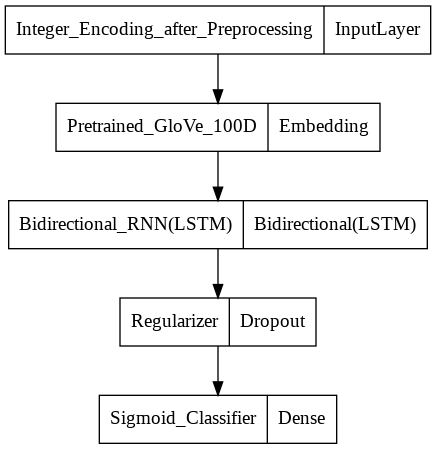 Integer_Encoding_after_Preprocessing InputLayer
Pretrained_GloVe_100D Embedding
Bidirectional_RNN(LSTM) Bidirectional(LSTM)
Regularizer Dropout
Sigmoid_Classifier Dense